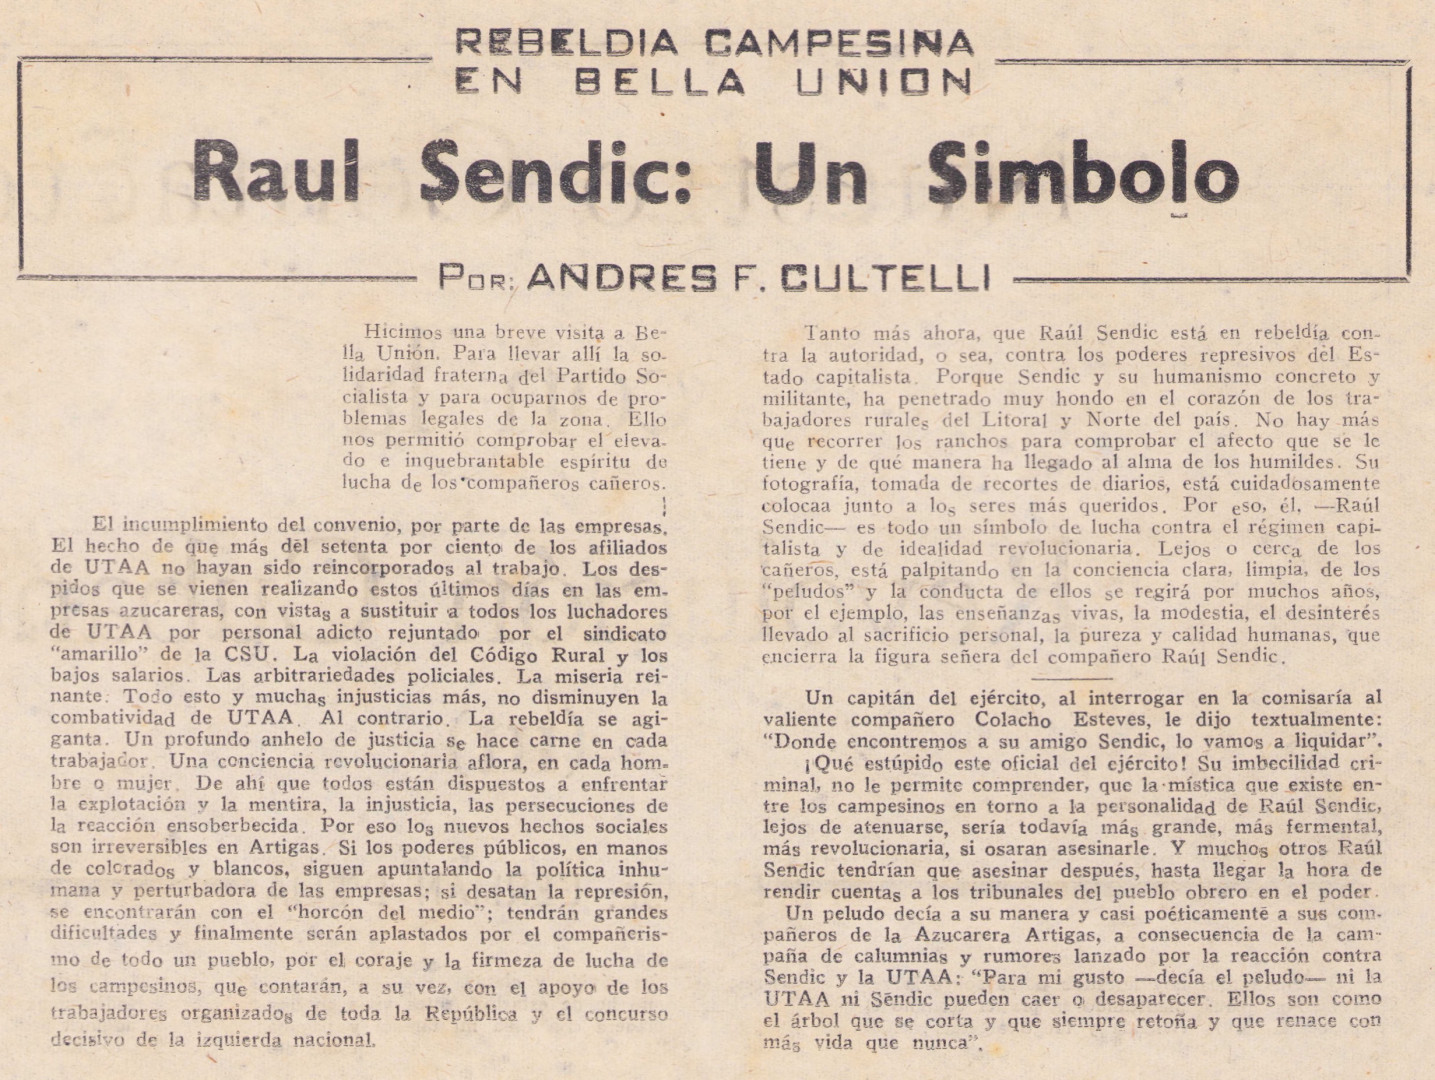 REBELDIA CAMPESINA
EN BELLA UNION
Raul Sendic: Un Simbolo
POR: ANDRES F. CULTELLI
Hicimos una breve visita a Be-
lla Unión. Para llevar allí la so-
lidaridad fraterna del Partido So-
cialista y para ocuparnos de pro-
blemas legales de la zona. Ello
nos permitió comprobar el eleva-
do e inquebrantable espíritu de
lucha de los compañeros cañeros.
El incumplimiento del convenio, por parte de las empresas.
El hecho de que más del setenta por ciento de los afiliados
de UTAA no hayan sido reincorporados al trabajo. Los des-
pidos que se vienen realizando estos últimos días en las em-
presas azucareras, con vistas a sustituir a todos los luchadores
de UTAA por personal adicto rejuntado por el sindicato
"amarillo" de la CSU. La violación del Código Rural y los
bajos salarios. Las arbitrariedades policiales. La miseria rei-
nante. Todo esto y muchas injusticias más, no disminuyen la
combatividad de UTAA. Al contrario. La rebeldía se agi-
ganta. Un profundo anhelo de justicia se hace carne en cada
trabajador. Una conciencia revolucionaria aflora, en cada hom-
bre o mujer. De ahí que todos están dispuestos a enfrentar
la explotación y la mentira, la injusticia, las persecuciones de
la reacción ensoberbecida. Por eso los nuevos hechos sociales
son irreversibles en Artigas. Si los poderes públicos, en manos
de colorados y blancos, siguen apuntalando la política inhu-
mana y perturbadora de las empresas; si desatan la represión,
se encontrarán con el "horcón del medio"; tendrán grandes
dificultades y finalmente serán aplastados por el compañeris-
mo de todo un pueblo, por el coraje y la firmeza de lucha de
los campesinos, que contarán, a su vez, con el apoyo de los
trabajadores organizados de toda la República y el concurso
decisivo de la izquierda nacional.
Tanto más ahora, que Raúl Sendic está en rebeldía con-
tra la autoridad, o sea, contra los poderes represivos del Es-
tado capitalista. Porque Sendic y su humanismo concreto y
militante, ha penetrado muy hondo en el corazón de los tra-
bajadores rurales del Litoral y Norte del país. No hay más
que recorrer los ranchos para comprobar el afecto que se le
tiene y de qué manera ha llegado al alma de los humildes. Su
fotografía, tomada de recortes de diarios, está cuidadosamente
colocaa junto a los seres más queridos. Por eso, él, —Raúl
Sendic— es todo un símbolo de lucha contra el régimen capi-
talista y de idealidad revolucionaria. Lejos o cerca de los
cañeros, está palpitando en la conciencia clara, limpia, de los
"peludos" y la conducta de ellos se regirá por muchos años,
por el ejemplo, las enseñanzas vivas, la modestia, el desinterés
llevado al sacrificio personal, la pureza y calidad humanas, que
encierra la figura señera del compañero Raúl Sendic.
Un capitán del ejército, al interrogar en la comisaría al
valiente compañero Colacho Esteves, le dijo textualmente:
"Donde encontremos a su amigo Sendic, lo vamos a liquidar".
¡Qué estúpido este oficial del ejército! Su imbecilidad cri-
minal, no le permite comprender, que la mística que existe en-
tre los campesinos en torno a la personalidad de Raúl Sendic,
lejos de atenuarse, sería todavía más grande, más fermental,
más revolucionaria, si osaran asesinarle. Y muchos otros Raúl
Sendic tendrían que asesinar después, hasta llegar la hora de
rendir cuentas a los tribunales del pueblo obrero en el poder.
Un peludo decía a su manera y casi poéticamente a sus com-
pañeros de la Azucarera Artigas, a consecuencia de la cam-
paña de calumnias y rumores lanzado por la reacción contra
Sendic y la UTAA: "Para mi gusto —decía el peludo— ni la
UTAA ni Séndic pueden caer o desaparecer. Ellos son como
el árbol que se corta y que siempre retoña y que renace con
más vida que nunca".